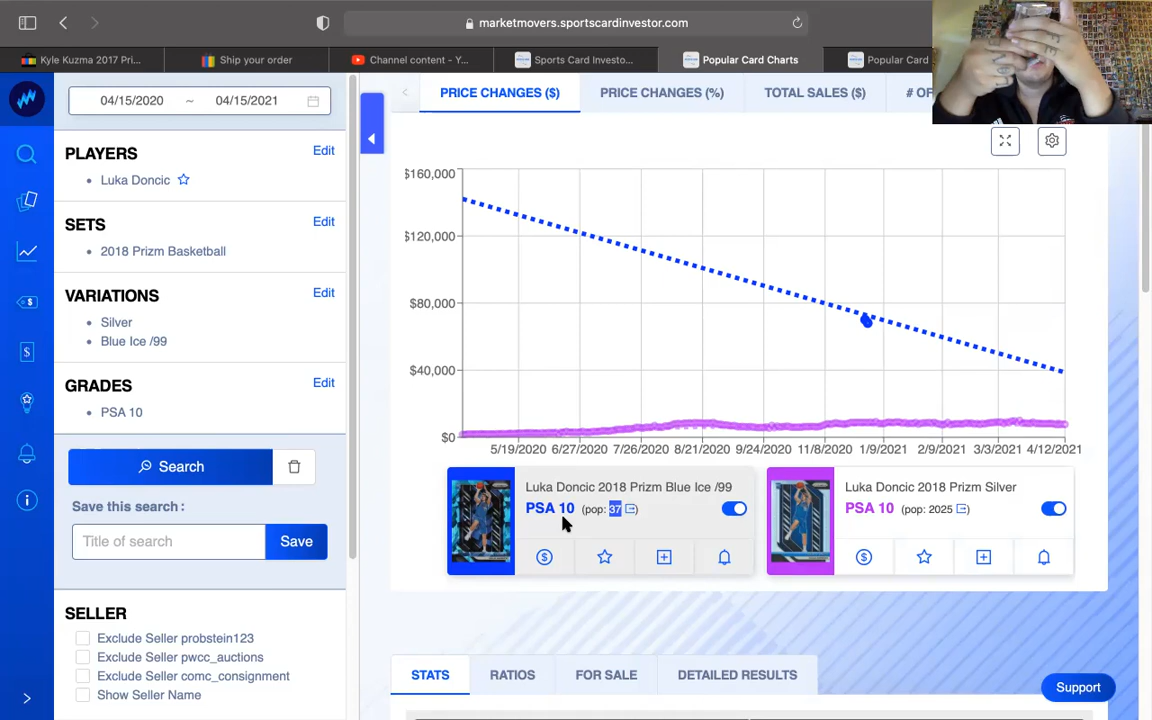 marketmovers.sportscardinvestor.com
Kyle Kuzma 2017 Pri...
Ship your order
Channel content - Y...
Sports Card Investo...
Popular Card Charts
Popular Card
04/15/2020 ~ 04/15/2021
PRICE CHANGES ($)
PRICE CHANGES (%)
TOTAL SALES ($)
# OF
PLAYERS
Edit
Luka Doncic
SETS
Edit
2018 Prizm Basketball
VARIATIONS
Edit
Silver
Blue Ice /99
GRADES
Edit
PSA 10
Search
Save this search:
Title of search
Save
SELLER
Exclude Seller probstein123
Exclude Seller pwcc_auctions
Exclude Seller comc_consignment
Show Seller Name
$160,000
$120,000
$80,000
$40,000
$0
5/19/2020 6/27/2020 7/26/2020 8/21/2020 9/24/2020 11/8/2020 1/9/2021 2/9/2021 3/3/2021 4/12/2021
Luka Doncic 2018 Prizm Blue Ice /99
PSA 10 (pop: 37)
Luka Doncic 2018 Prizm Silver
PSA 10 (pop: 2025)
STATS
RATIOS
FOR SALE
DETAILED RESULTS
Support